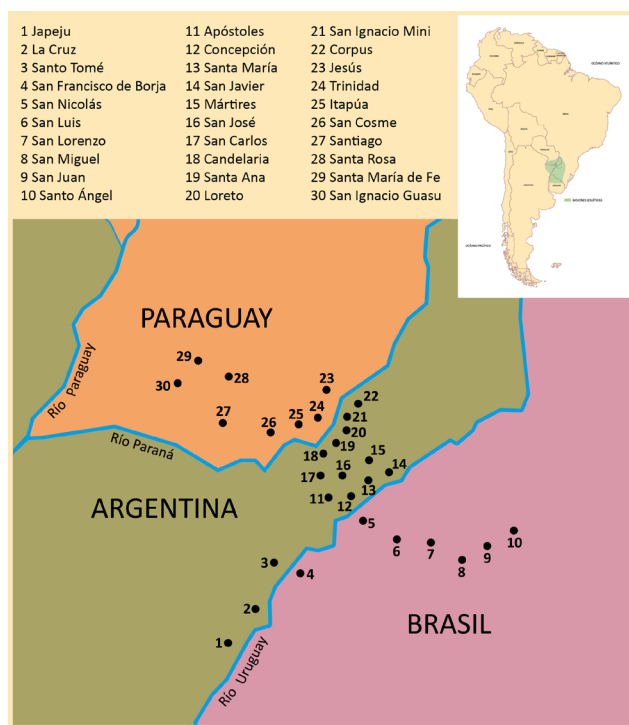 1 Japeju
2 La Cruz
3 Santo Tomé
4 San Francisco de Borja
5 San Nicolás
6 San Luis
7 San Lorenzo
8 San Miguel
9 San Juan
10 Santo Ángel
11 Apóstoles
12 Concepción
13 Santa María
14 San Javier
15 Mártires
16 San José
17 San Carlos
18 Candelaria
19 Santa Ana
20 Loreto
21 San Ignacio Mini
22 Corpus
23 Jesús
24 Trinidad
25 Itapúa
26 San Cosme
27 Santiago
28 Santa Rosa
29 Santa María de Fe
30 San Ignacio Guasu
OCÉANO ATLÁNTICO
OCÉANO PACÍFICO
MISIONES JESUÍTICAS
PARAGUAY
Río Paraguay
Río Paraná
ARGENTINA
BRASIL
Río Uruguay
29
28
30
23
27
26
25
24
22
21
20
19
18
15
14
17
16
13
11
12
5
6
7
8
9
10
3
4
2
1